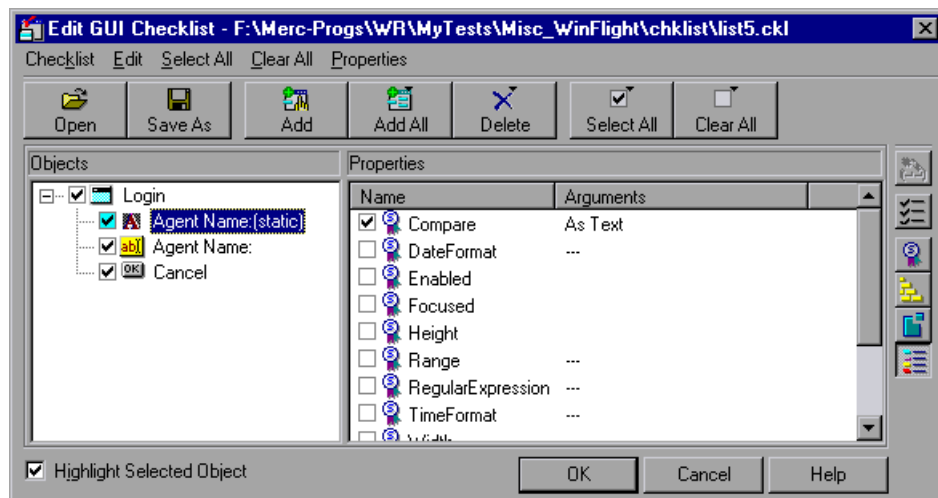 Edit GUI Checklist - F:\Merc-Progs\WR\MyTests\Misc_WinFlight\chklist\list5.ckl
Checklist Edit Select All Clear All Properties
Open Save As Add Add All Delete Select All Clear All
Objects Properties
Login
Agent Name:(static)
Agent Name:
OK Cancel
Name Arguments
Compare As Text
DateFormat ---
Enabled
Focused
Height
Range ---
RegularExpression ---
TimeFormat ---
Width
Highlight Selected Object OK Cancel Help